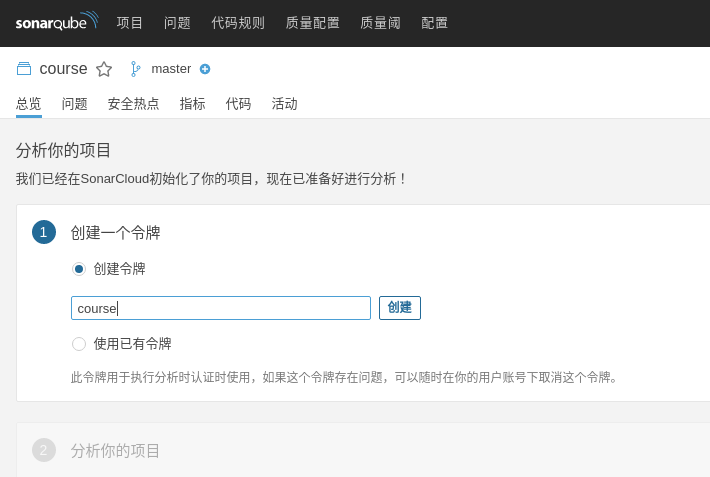 sonarqube 项目 问题 代码规则 质量配置 质量阈 配置
course master
总览 问题 安全热点 指标 代码 活动
分析你的项目
我们已经在SonarCloud初始化了你的项目，现在已准备好进行分析！
1 创建一个令牌
创建令牌
course 创建
使用已有令牌
此令牌用于执行分析时认证时使用，如果这个令牌存在问题，可以随时在你的用户账号下取消这个令牌。
2 分析你的项目